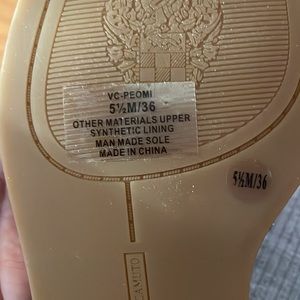 VC-PEOMI
5½M/36
OTHER MATERIALS UPPER
SYNTHETIC LINING
MAN MADE SOLE
MADE IN CHINA
5½M/36
CAMUTO